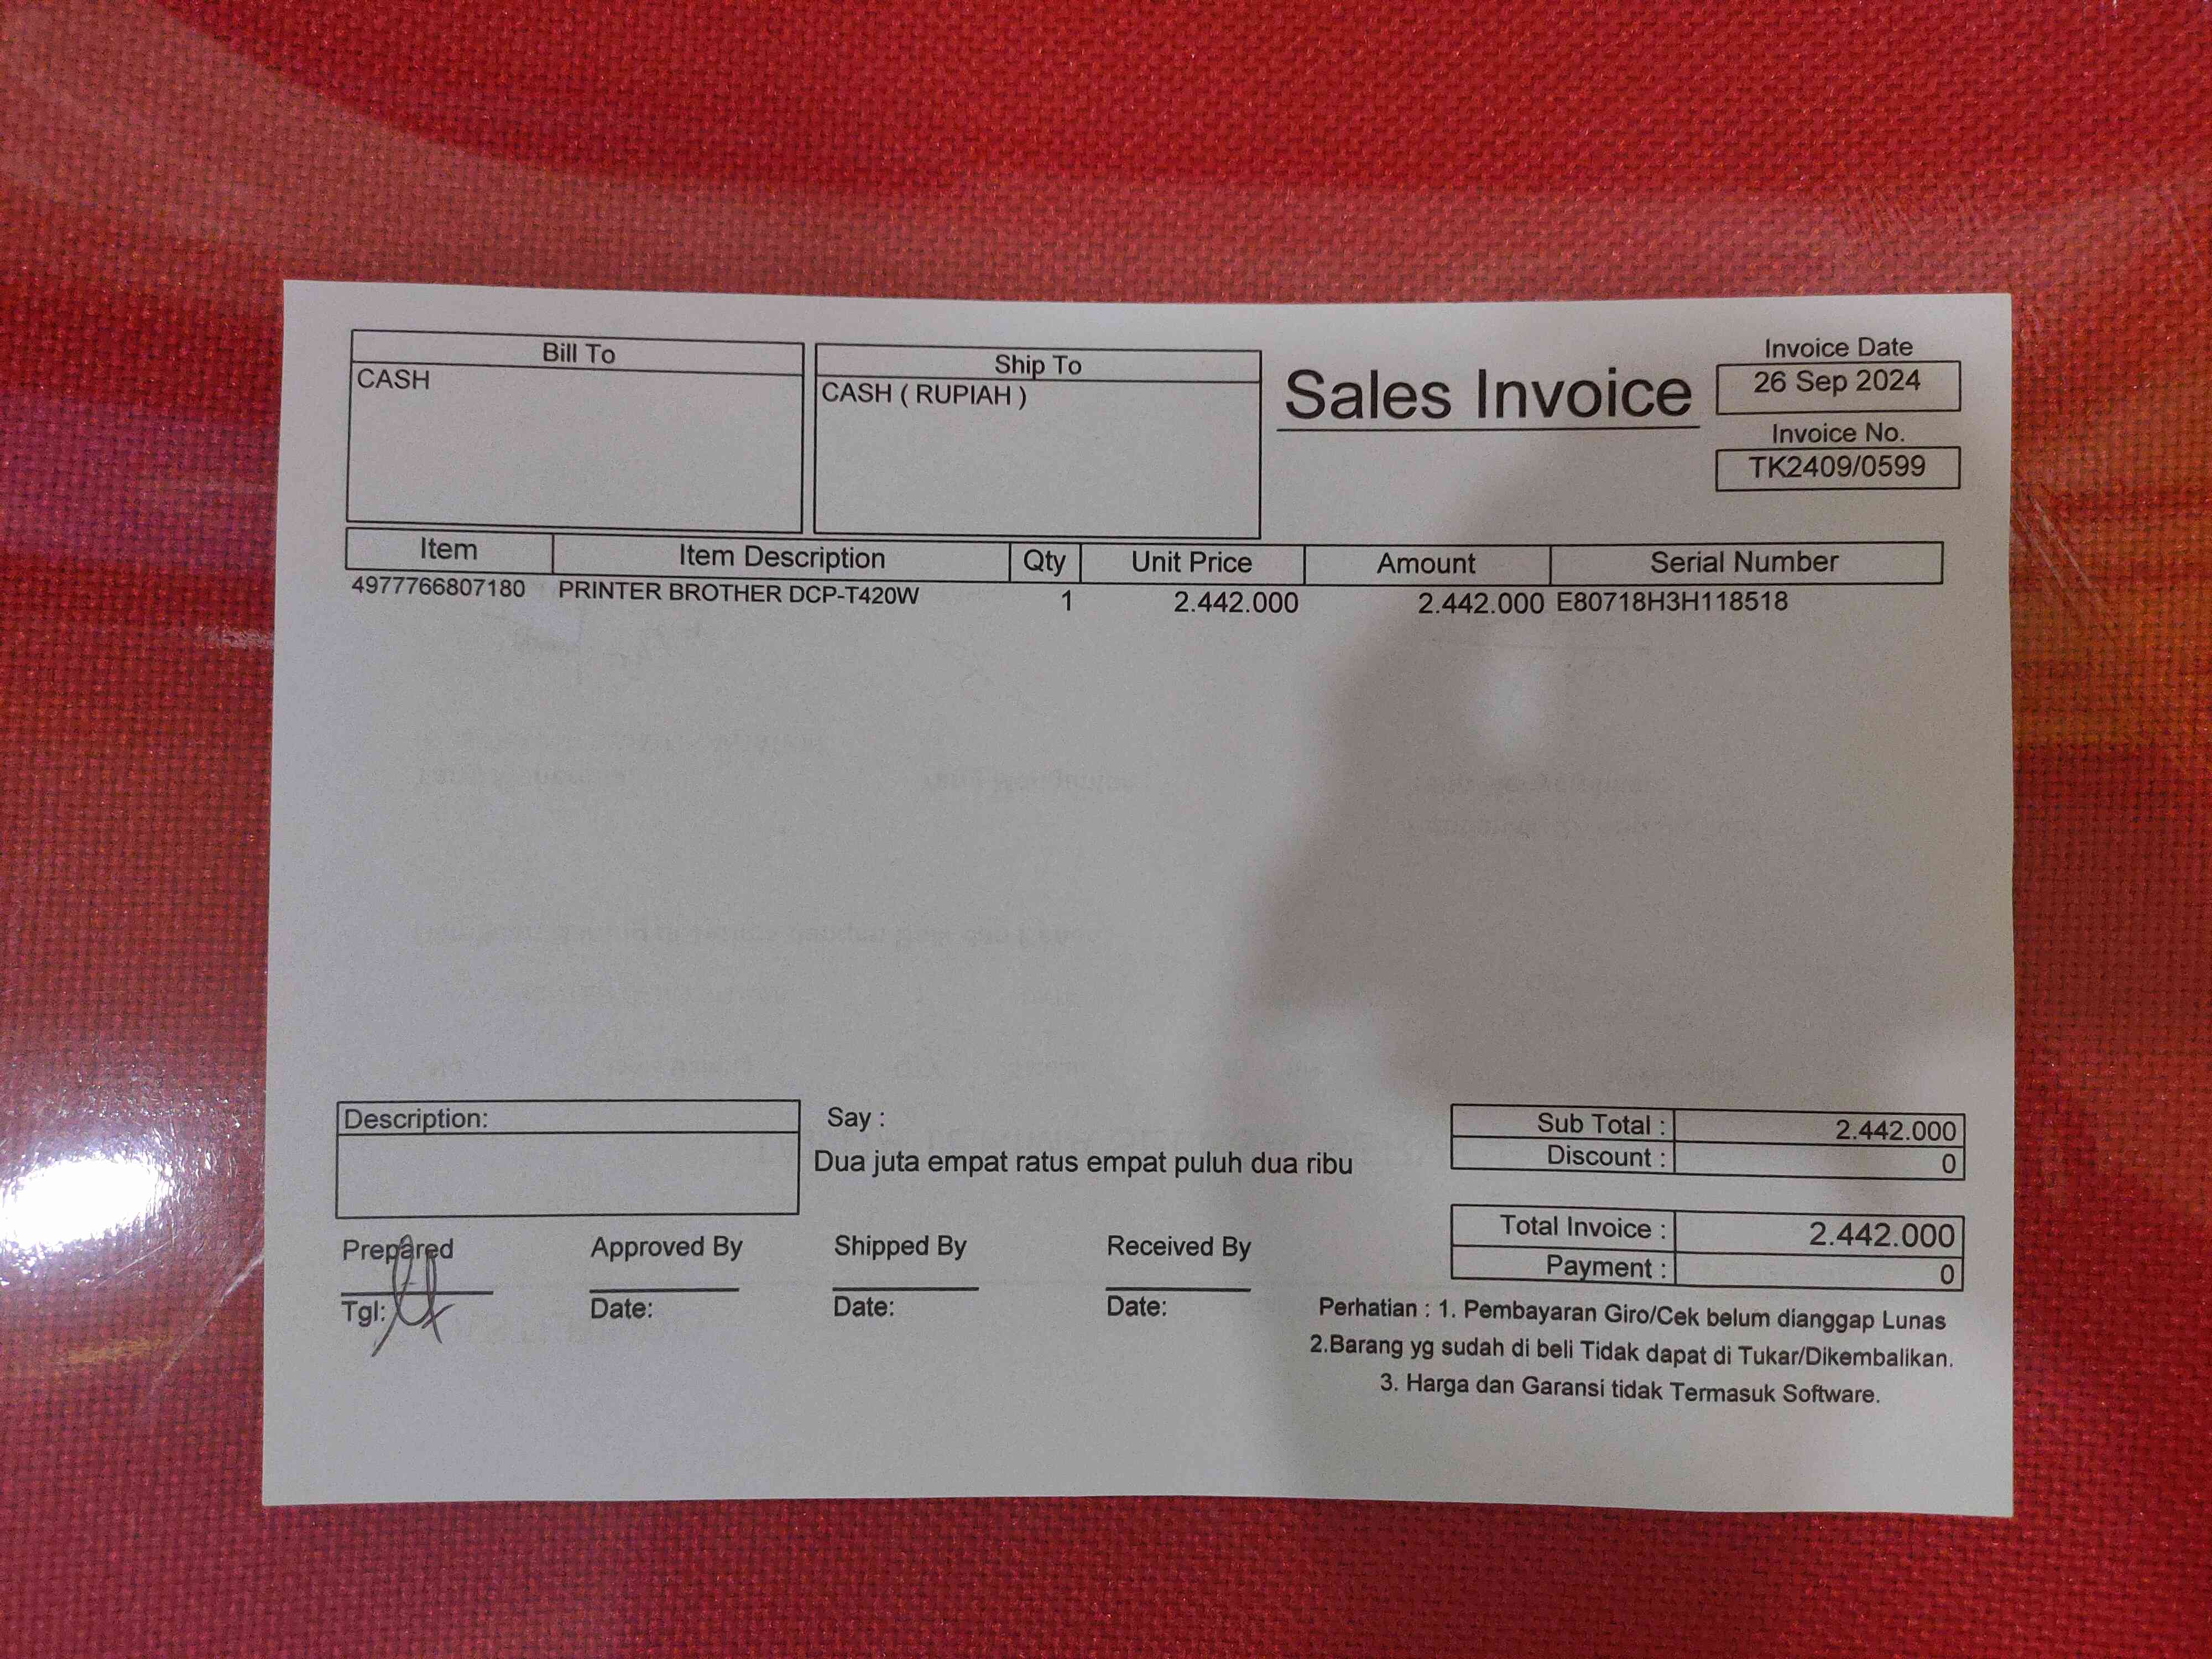 Bill To
CASH
Ship To
CASH ( RUPIAH )
Sales Invoice
Invoice Date
26 Sep 2024
Invoice No.
TK2409/0599
Item Item Description Qty Unit Price Amount Serial Number
4977766807180 PRINTER BROTHER DCP-T420W 1 2.442.000 2.442.000 E80718H3H118518
Description:
Say :
Dua juta empat ratus empat puluh dua ribu
Sub Total : 2.442.000
Discount : 0
Total Invoice : 2.442.000
Payment : 0
Prepared Approved By Shipped By Received By
Tgl: Date: Date: Date:
Perhatian : 1. Pembayaran Giro/Cek belum dianggap Lunas
2.Barang yg sudah di beli Tidak dapat di Tukar/Dikembalikan.
3. Harga dan Garansi tidak Termasuk Software.